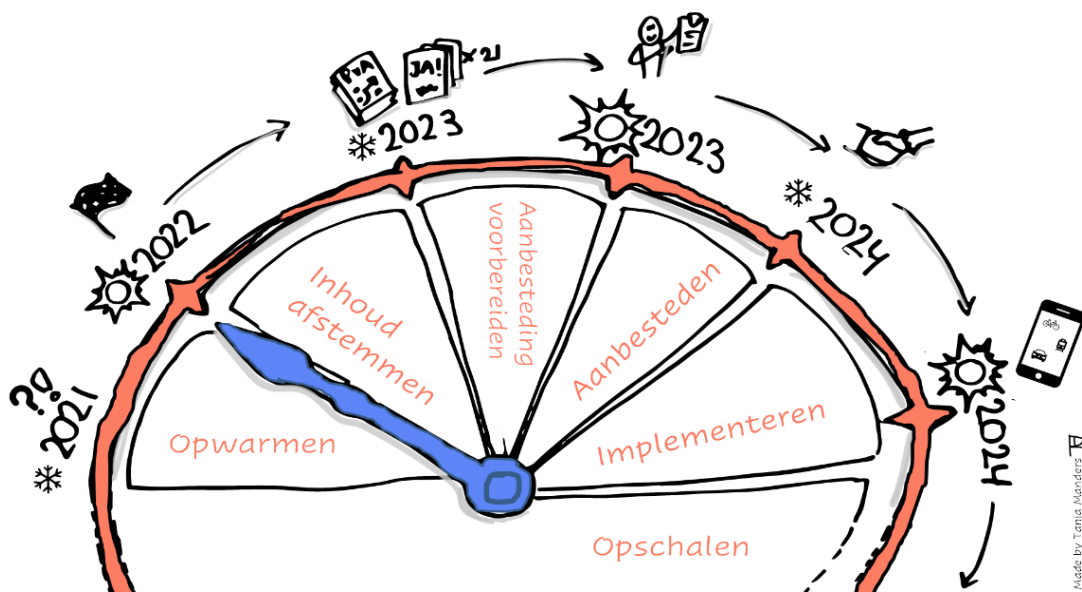 ?? 2021
2022
PVA
JA!
x21
2023
2023
2024
2024
Opwarmen
Inhoud
afstemmen
Aanbesteding
voorbereiden
Aanbesteden
Implementeren
Opschalen
Made by Tanja Manders